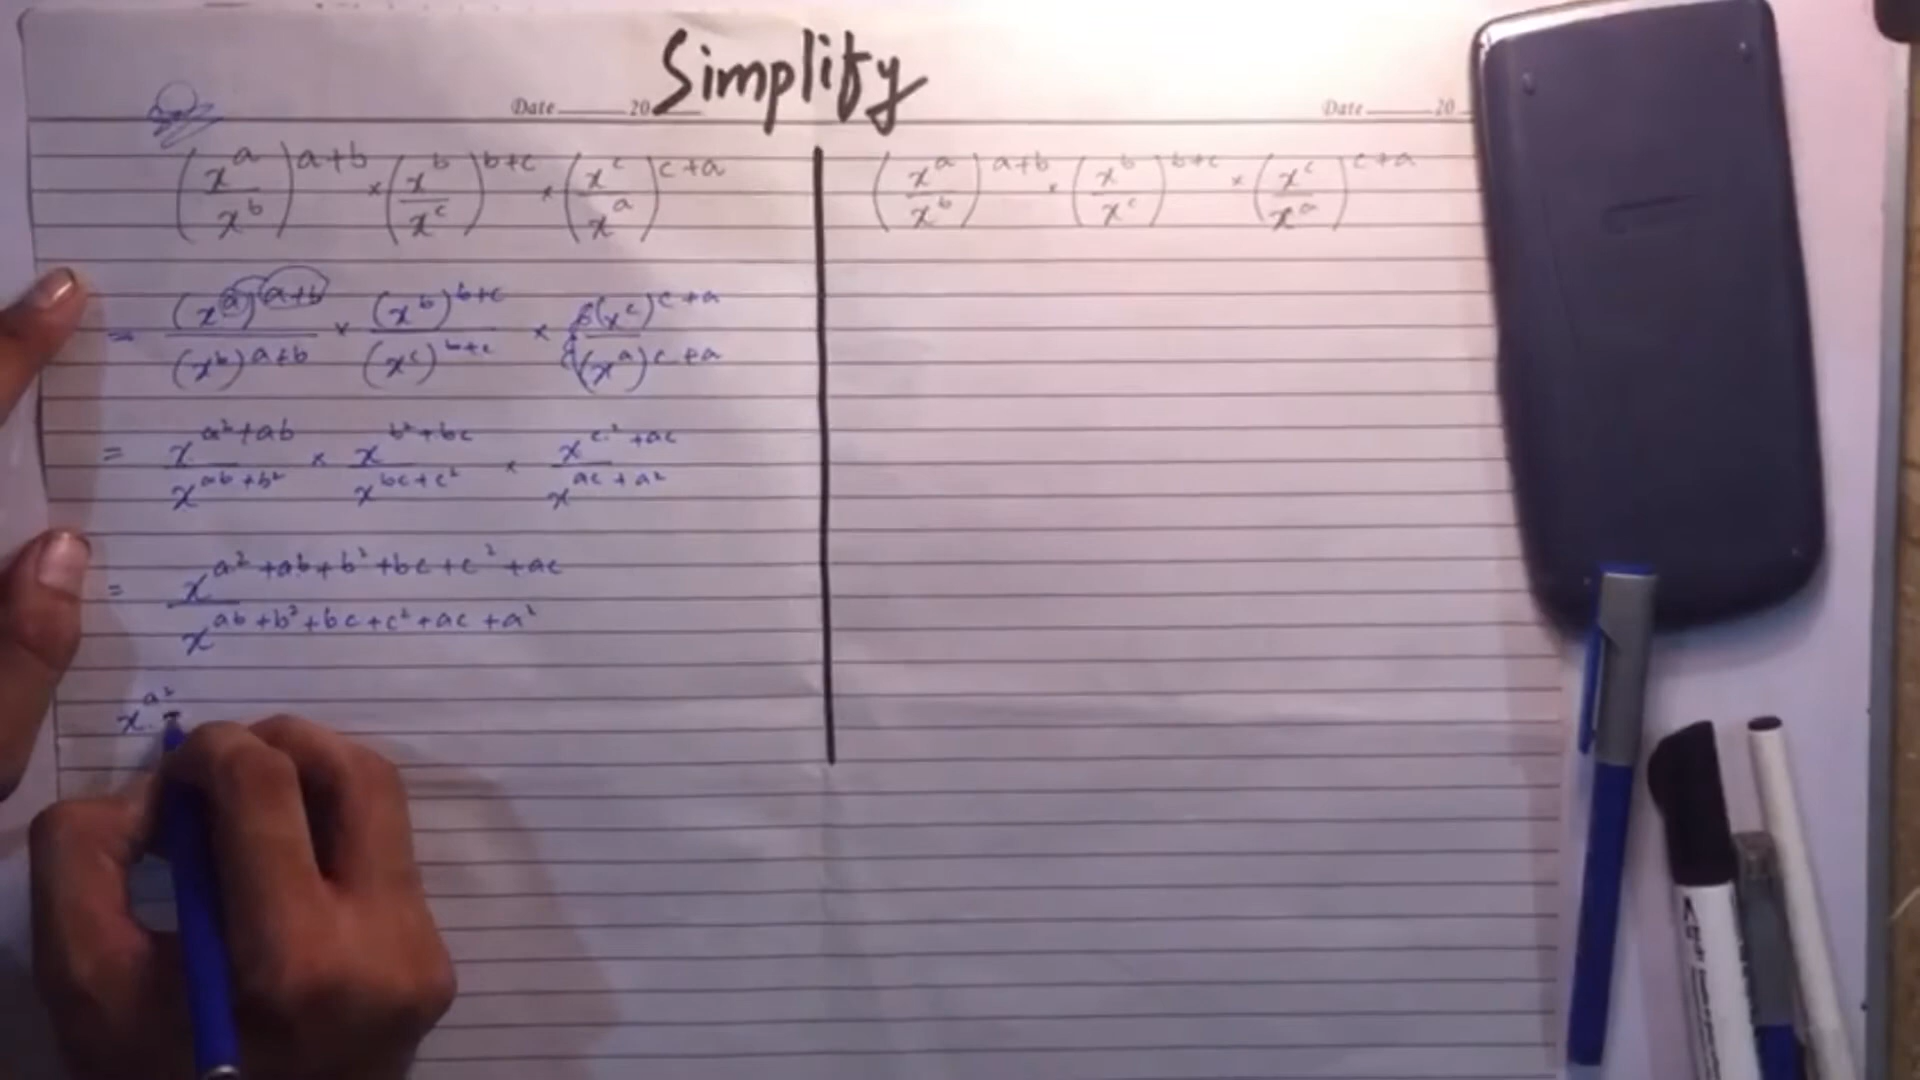 Simplify
Date 20
Date 20
(x^a/x^b)^a+b × (x^b/x^c)^b+c × (x^c/x^a)^c+a
(x^a/x^b)^a+b × (x^b/x^c)^b+c × (x^c/x^a)^c+a
= (x^a)^(a+b)/(x^b)^a+b × (x^b)^b+c/(x^c)^b+c × (x^c)^c+a/(x^a)^c+a
= x^a²+ab/x^ab+b² × x^b²+bc/x^bc+c² × x^c²+ac/x^ac+a²
= x^a²+ab+b²+bc+c²+ac/x^ab+b²+bc+c²+ac+a²
x^a²